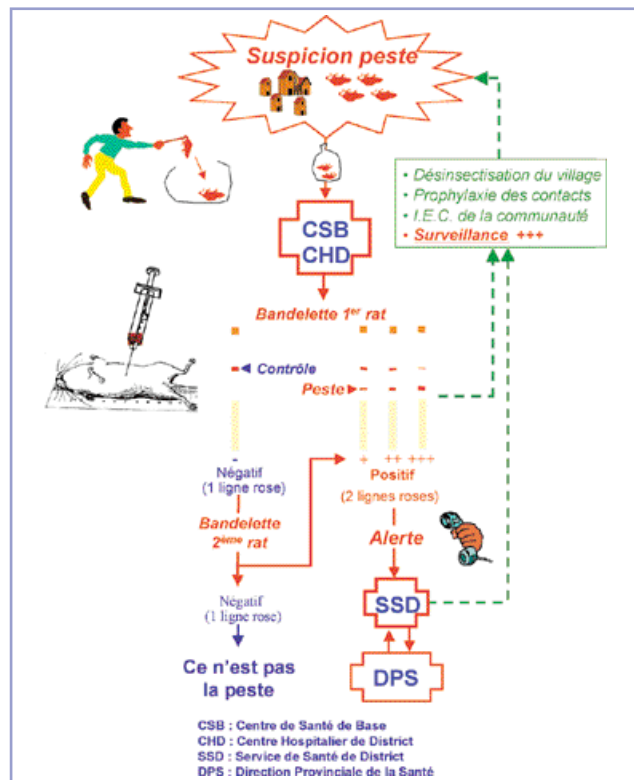 Suspicion peste
• Désinsectisation du village
• Prophylaxie des contacts
• I.E.C. de la communauté
• Surveillance +++
CSB
CHD
Bandelette 1er rat
Contrôle
Peste
-
Négatif
(1 ligne rose)
+ ++ +++
Positif
(2 lignes roses)
Bandelette
2ème rat
Alerte
Négatif
(1 ligne rose)
SSD
Ce n'est pas
la peste
DPS
CSB : Centre de Santé de Base
CHD : Centre Hospitalier de District
SSD : Service de Santé de District
DPS : Direction Provinciale de la Santé